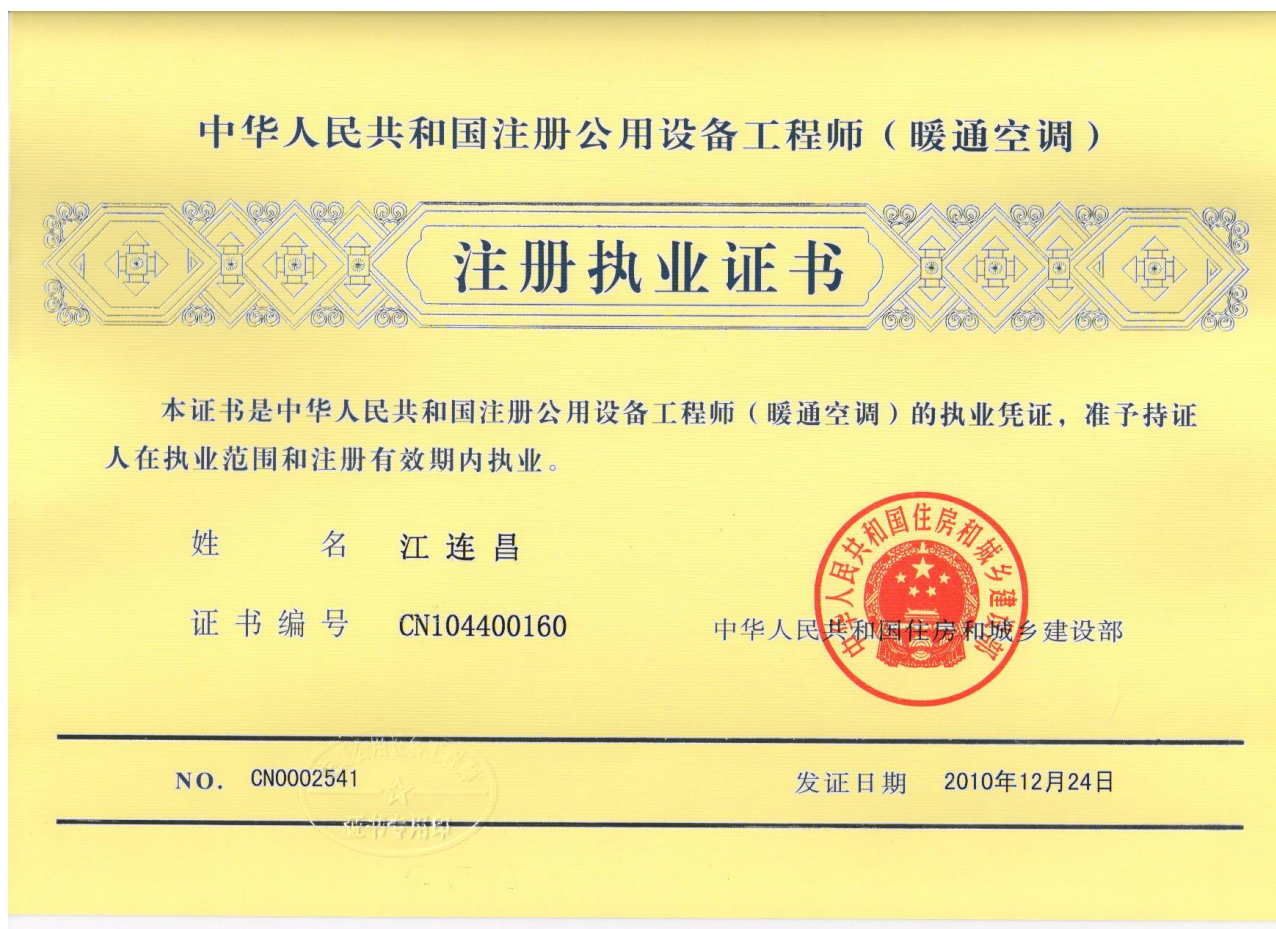 中华人民共和国注册公用设备工程师（暖通空调）
注册执业证书
本证书是中华人民共和国注册公用设备工程师（暖通空调）的执业凭证，准予持证
人在执业范围和注册有效期内执业。
姓名 江连昌
中华人民共和国住房和城乡建设部
证书编号 CN104400160
中华人民共和国住房和城乡建设部
NO. CN0002541
发证日期 2010年12月24日
证书专用印